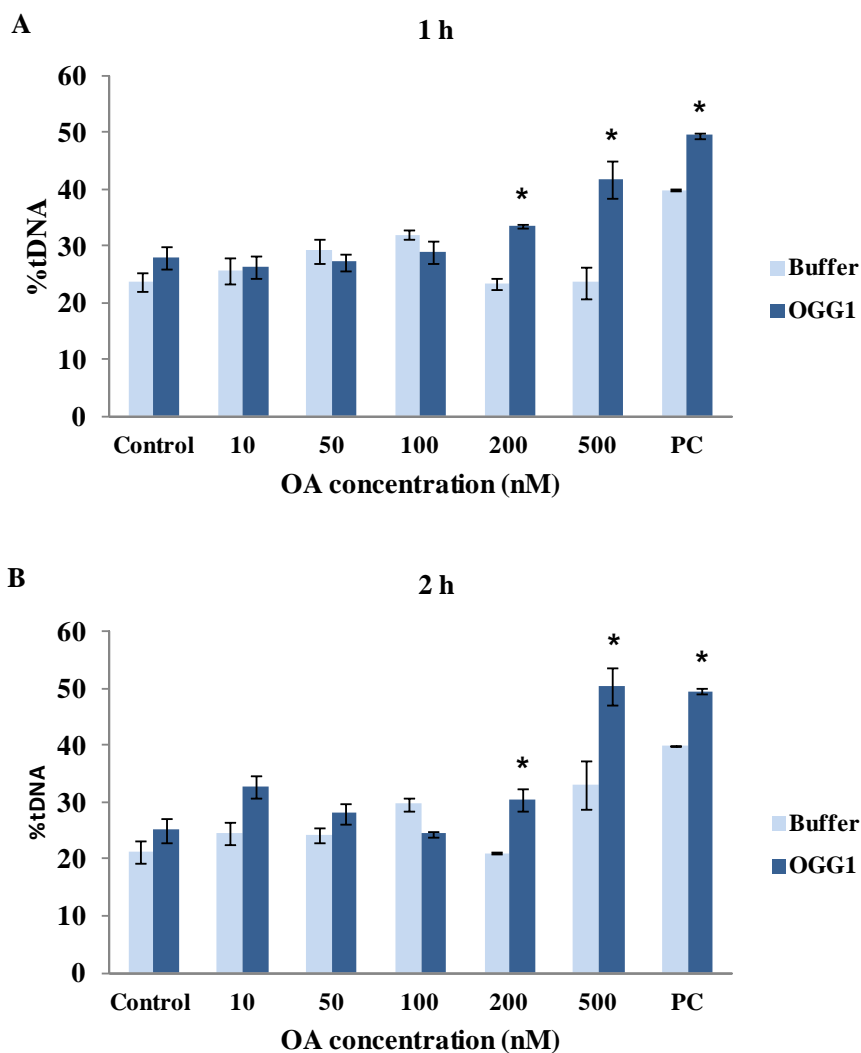 A
1 h
60
50
40
30
20
10
0
%tDNA
* * *
Buffer
OGG1
Control 10 50 100 200 500 PC
OA concentration (nM)
B
2 h
60
50
40
30
20
10
0
%tDNA
* * *
Buffer
OGG1
Control 10 50 100 200 500 PC
OA concentration (nM)